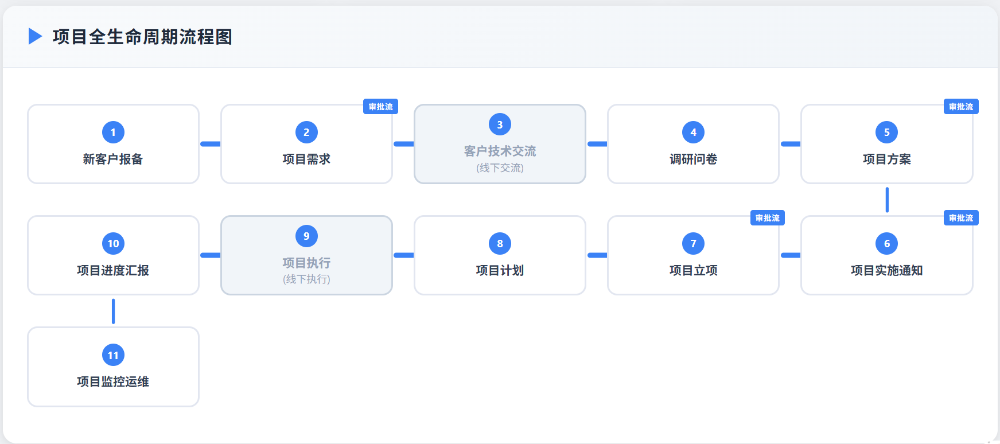 项目全生命周期流程图
1
新客户报备
审批流
2
项目需求
3
客户技术交流
(线下交流)
4
调研问卷
审批流
5
项目方案
10
项目进度汇报
9
项目执行
(线下执行)
8
项目计划
审批流
7
项目立项
审批流
6
项目实施通知
11
项目监控运维